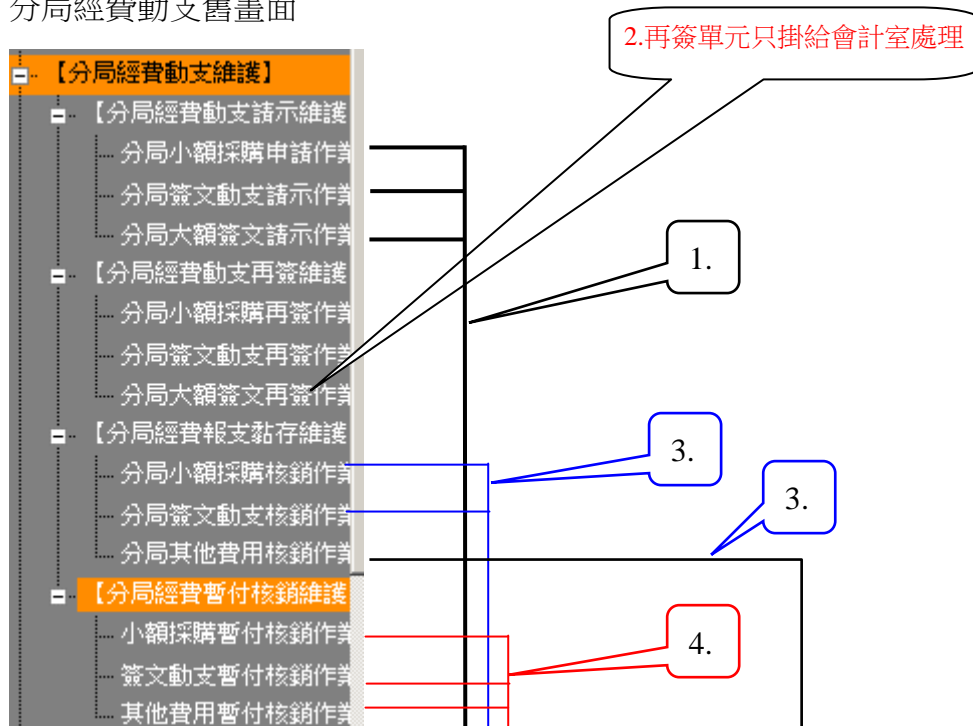 分局經費動支舊畫面
2.再簽單元只掛給會計室處理
【分局經費動支維護】
【分局經費動支請示維護
分局小額採購申請作業
分局簽文動支請示作業
分局大額簽文請示作業
【分局經費動支再簽維護
分局小額採購再簽作業
分局簽文動支再簽作業
分局大額簽文再簽作業
【分局經費報支黏存維護
分局小額採購核銷作業
分局簽文動支核銷作業
分局其他費用核銷作業
【分局經費暫付核銷維護
小額採購暫付核銷作業
簽文動支暫付核銷作業
其他費用暫付核銷作業
1.
3.
3.
4.